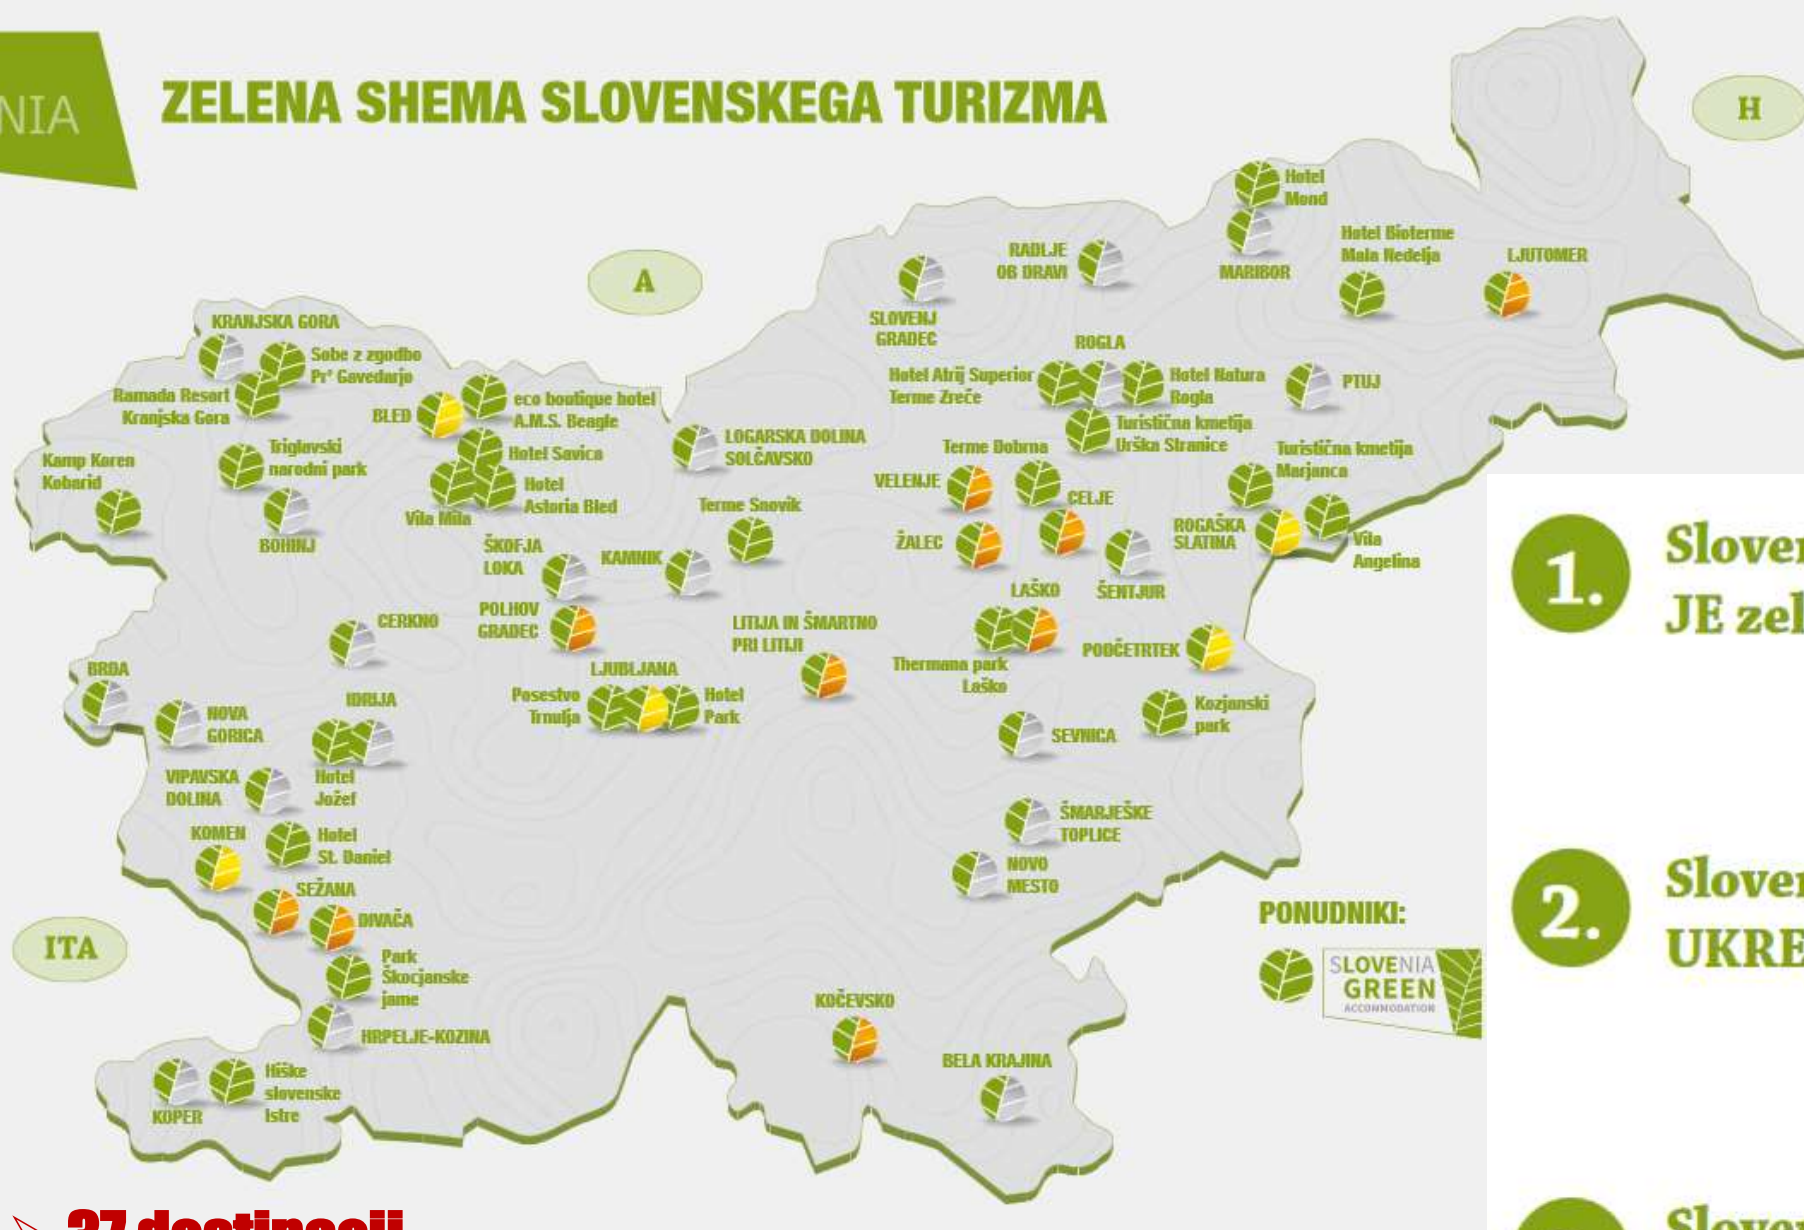 NIA
ZELENA SHEMA SLOVENSKEGA TURIZMA
H
A
ITA
Hotel
Mond
MARIBOR
RADLJE
OB DRAVI
SLOVENJ
GRADEC
Hotel Bioterme
Mala Nedelja
LJUTOMER
KRANJSKA GORA
Sobe z zgodbo
Pr' Gavedarjo
Ramada Resort
Kranjska Gora
BLED
eco boutique hotel
A.M.S. Beagle
Hotel Savica
Hotel
Astoria Bled
Vila Mila
Triglavski
narodni park
Kamp Koren
Kobarid
BOHINJ
LOGARSKA DOLINA
SOLČAVSKO
ROGLA
Hotel Atrij Superior
Terme Zreče
Hotel Natura
Rogla
Turistična kmetija
Urška Stranice
PTUJ
Terme Dobrna
VELENJE
CELJE
ŽALEC
Turistična kmetija
Marjanca
ROGAŠKA
SLATINA
Vila
Angelina
ŠENTJUR
Terme Snovik
ŠKOFJA
LOKA
KAMNIK
POLHOV
GRADEC
LITIJA IN ŠMARTNO
PRI LITIJI
LAŠKO
Thermana park
Laško
PODČETRTEK
CERKNO
BRDA
NOVA
GORICA
IDRIJA
Hotel
Jožef
LJUBLJANA
Posestvo
Trnulja
Hotel
Park
Kozjanski
park
SEVNICA
VIPAVSKA
DOLINA
ŠMARJEŠKE
TOPLICE
NOVO
MESTO
KOMEN
Hotel
St. Daniel
SEŽANA
DIVAČA
Park
Škocjanske
jame
HRPELJE-KOZINA
KOPER
Hiške
slovenske
Istre
KOČEVSKO
BELA KRAJINA
PONUDNIKI:
SLOVENIA
GREEN
ACCOMMODATION
1.
Sloven
JE zel
2.
Sloven
UKRE
Sloven
37 destinacij